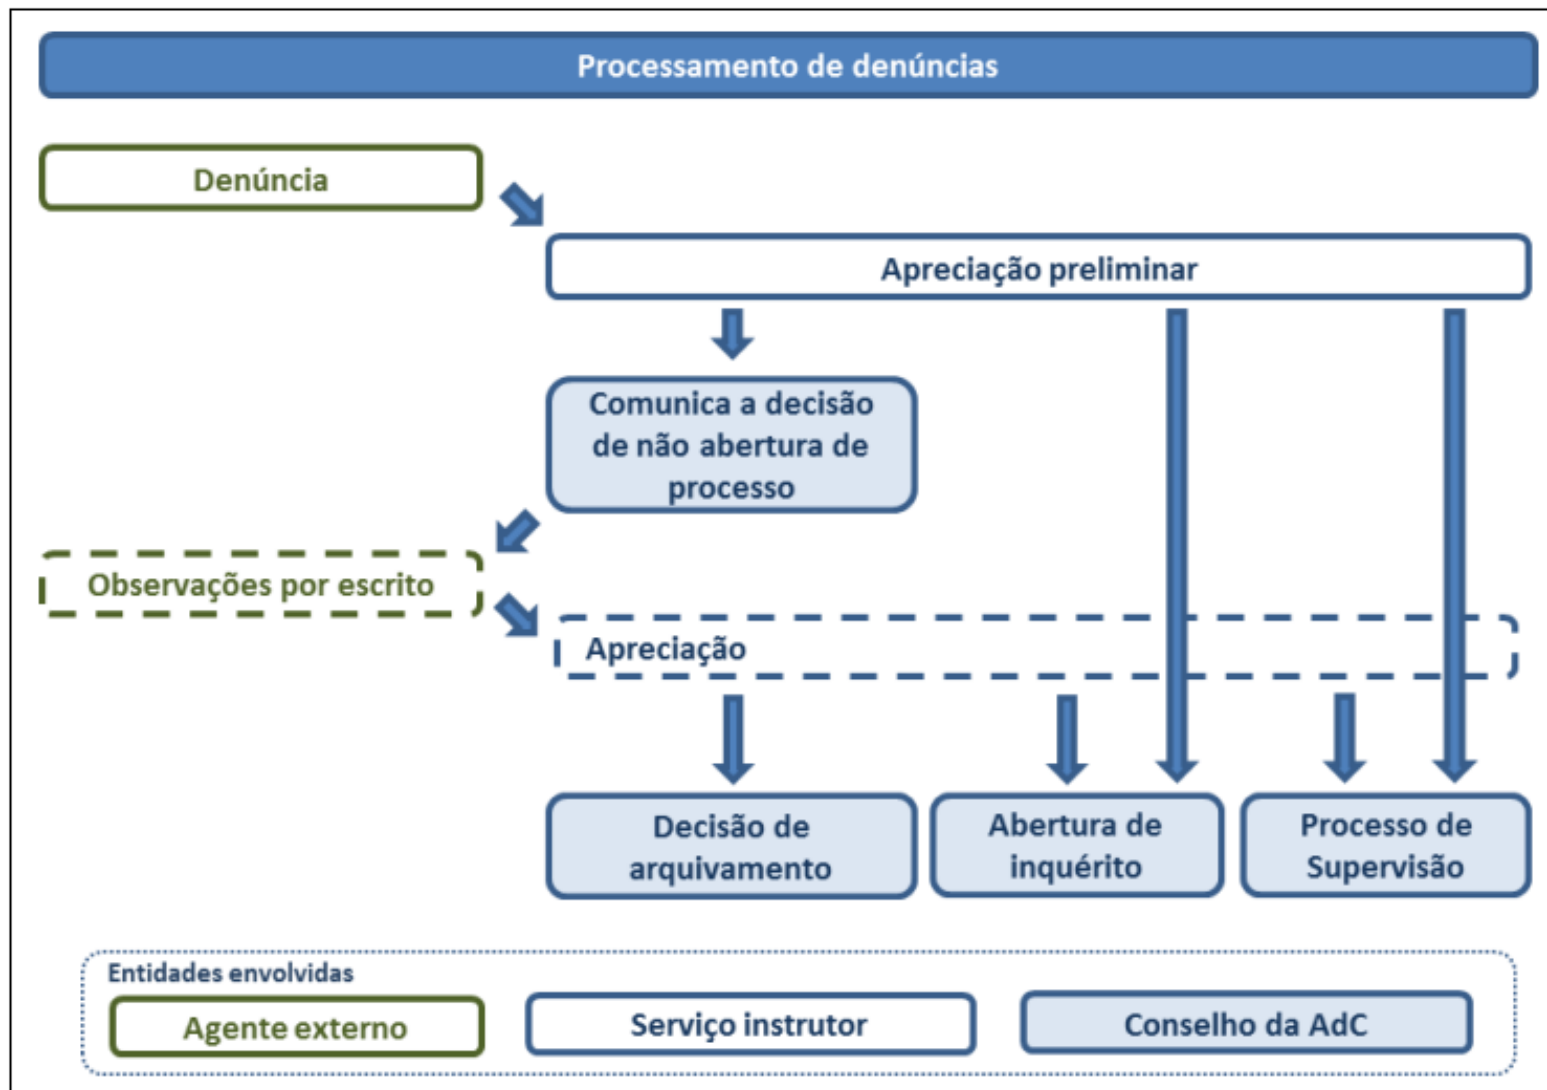 Processamento de denúncias
Denúncia
Apreciação preliminar
Comunica a decisão
de não abertura de
processo
Observações por escrito
Apreciação
Decisão de
arquivamento
Abertura de
inquérito
Processo de
Supervisão
Entidades envolvidas
Agente externo
Serviço instrutor
Conselho da AdC